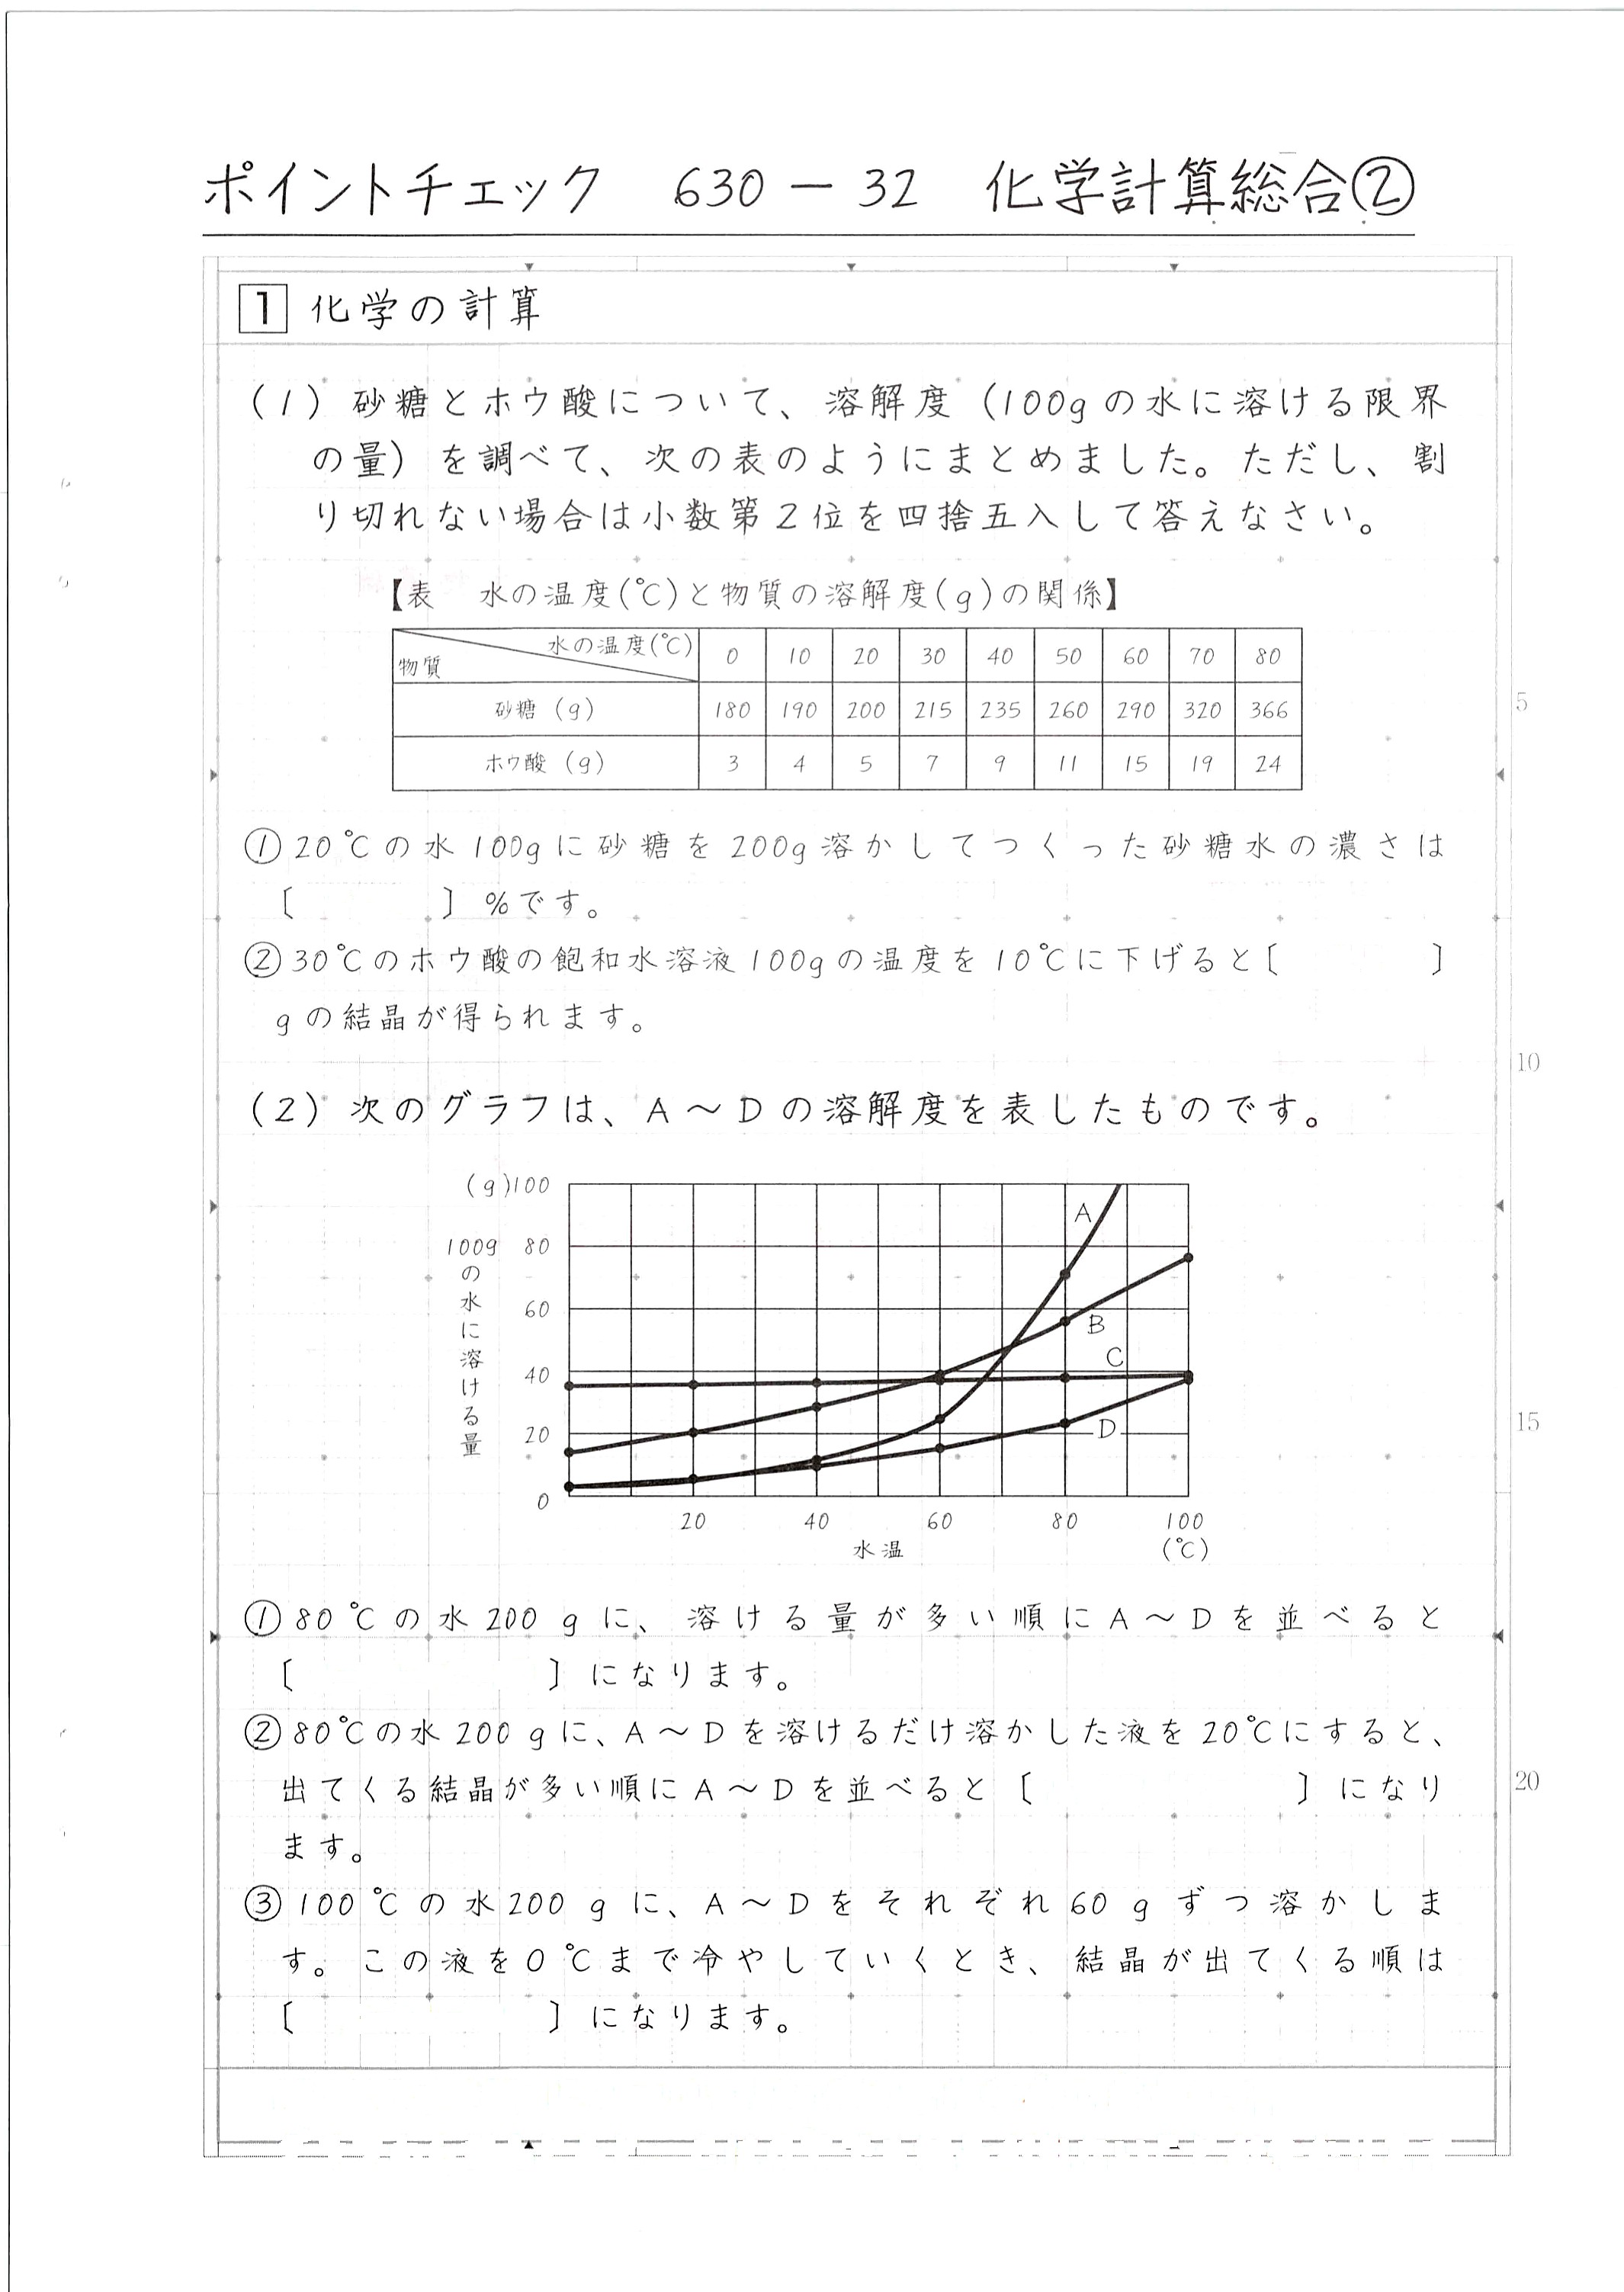 ポイントチェック　630－32　化学計算総合②
1 化学の計算
(1) 砂糖とホウ酸について、溶解度（100gの水に溶ける限界
の量）を調べて、次の表のようにまとめました。ただし、割
り切れない場合は小数第２位を四捨五入して答えなさい。
【表　水の温度(℃)と物質の溶解度(g)の関係】
水の温度(℃) 0 10 20 30 40 50 60 70 80
物質
砂糖（g） 180 190 200 215 235 260 290 320 366
ホウ酸（g） 3 4 5 7 9 11 15 19 24
①20℃の水100gに砂糖を200g溶かしてつくった砂糖水の濃さは
〔　　　　〕％です。
②30℃のホウ酸の飽和水溶液100gの温度を10℃に下げると〔　　　　〕
gの結晶が得られます。
(2) 次のグラフは、Ａ～Ｄの溶解度を表したものです。
(g)100
100g
の水に溶ける量
80
60
40
20
0
A
B
C
D
20 40 60 80 100
水温 (℃)
①80℃の水200gに、溶ける量が多い順にＡ～Ｄを並べると
〔　　　　　　　〕になります。
②80℃の水200gに、Ａ～Ｄを溶けるだけ溶かした液を20℃にすると、
出てくる結晶が多い順にＡ～Ｄを並べると〔　　　　　　　〕になり
ます。
③100℃の水200gに、Ａ～Ｄをそれぞれ60gずつ溶かしま
す。この液を０℃まで冷やしていくとき、結晶が出てくる順は
〔　　　　　　　〕になります。
5
10
15
20